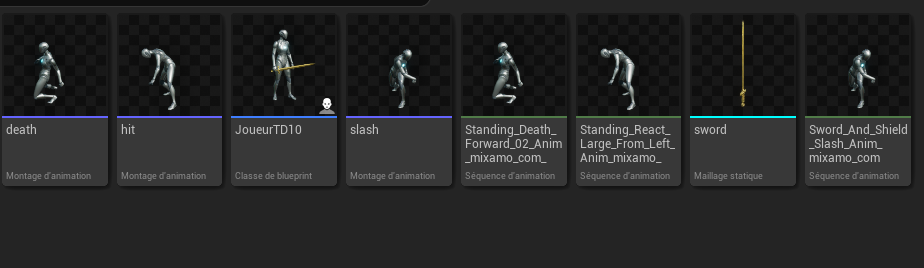 death
Montage d'animation
hit
Montage d'animation
JoueurTD10
Classe de blueprint
slash
Montage d'animation
Standing_Death_
Forward_02_Anim
_mixamo_com_
Séquence d'animation
Standing_React_
Large_From_Left_
Anim_mixamo_
Séquence d'animation
sword
Maillage statique
Sword_And_Shield
_Slash_Anim_
mixamo_com
Séquence d'animation